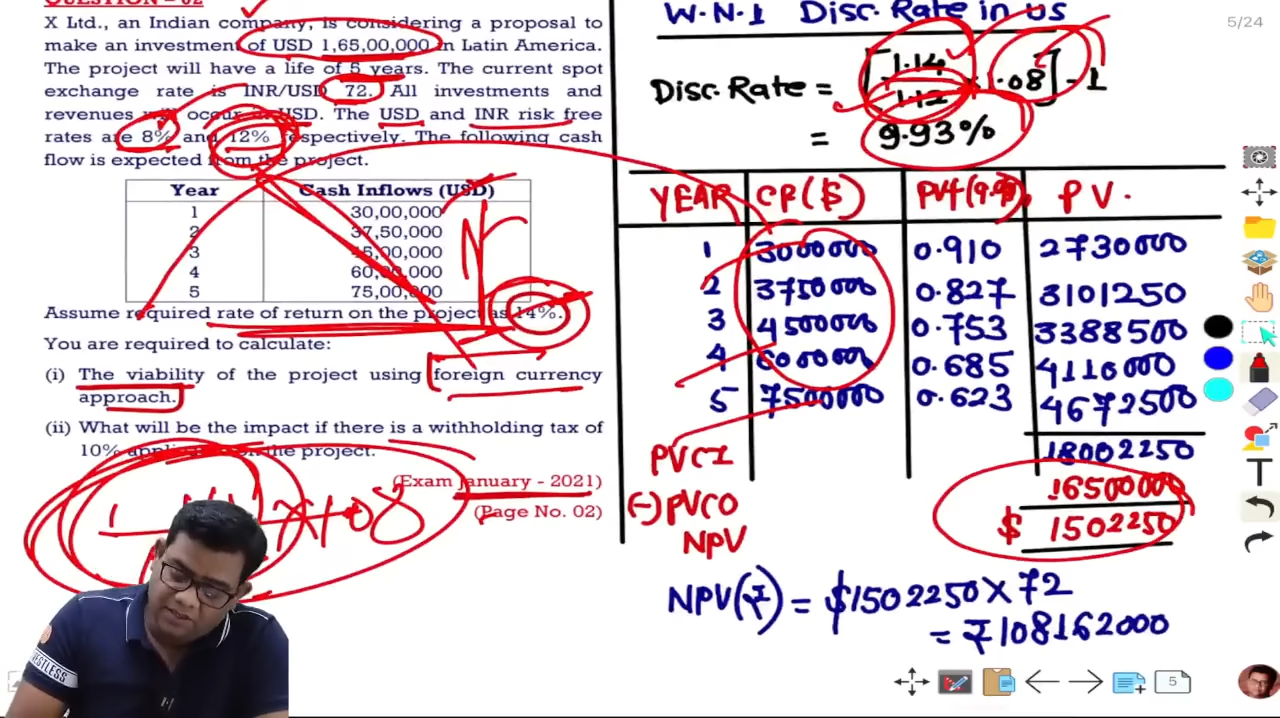 QUESTION - 02
X Ltd., an Indian company, is considering a proposal to
make an investment of USD 1,65,00,000 in Latin America.
The project will have a life of 5 years. The current spot
exchange rate is INR/USD 72. All investments and
revenues will occur in USD. The USD and INR risk free
rates are 8% and 12% respectively. The following cash
flow is expected from the project.
Year Cash Inflows (USD)
1 30,00,000
2 37,50,000
3 45,00,000
4 60,00,000
5 75,00,000
Assume required rate of return on the project as 14%.
You are required to calculate:
(i) The viability of the project using foreign currency
approach.
(ii) What will be the impact if there is a withholding tax of
10% applicable on the project.
(Exam January - 2021)
(Page No. 02)
X 1.08
W.N.1 Disc. Rate in US
Disc. Rate = [1.14
1.12 × 1.08] - 1
= 9.93%
YEAR CF($) PVF(9.93%) PV.
1 3000000 0.910 2730000
2 3750000 0.827 3101250
3 4500000 0.753 3388500
4 6000000 0.685 4110000
5 7500000 0.623 4672500
PVCI 18002250
(-) PVCO 16500000
NPV $ 1502250
NPV(₹) = $1502250 X 72
= ₹108162000
5/24
5
ESTLESS